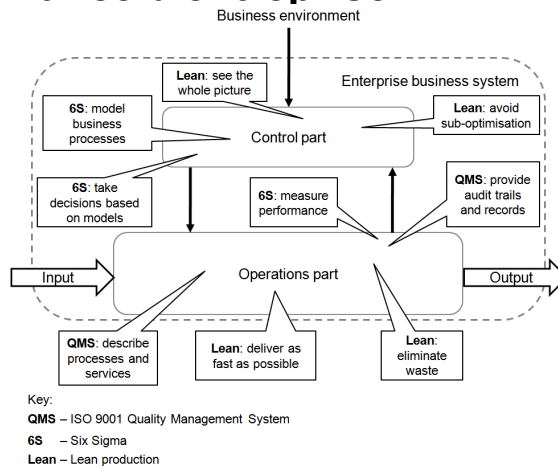 Business environment
Enterprise business system
Lean: see the
whole picture
6S: model
business
processes
Control part
Lean: avoid
sub-optimisation
6S: take
decisions based
on models
6S: measure
performance
QMS: provide
audit trails
and records
Input
Operations part
Output
QMS: describe
processes and
services
Lean: deliver as
fast as possible
Lean:
eliminate
waste
Key:
QMS – ISO 9001 Quality Management System
6S – Six Sigma
Lean – Lean production